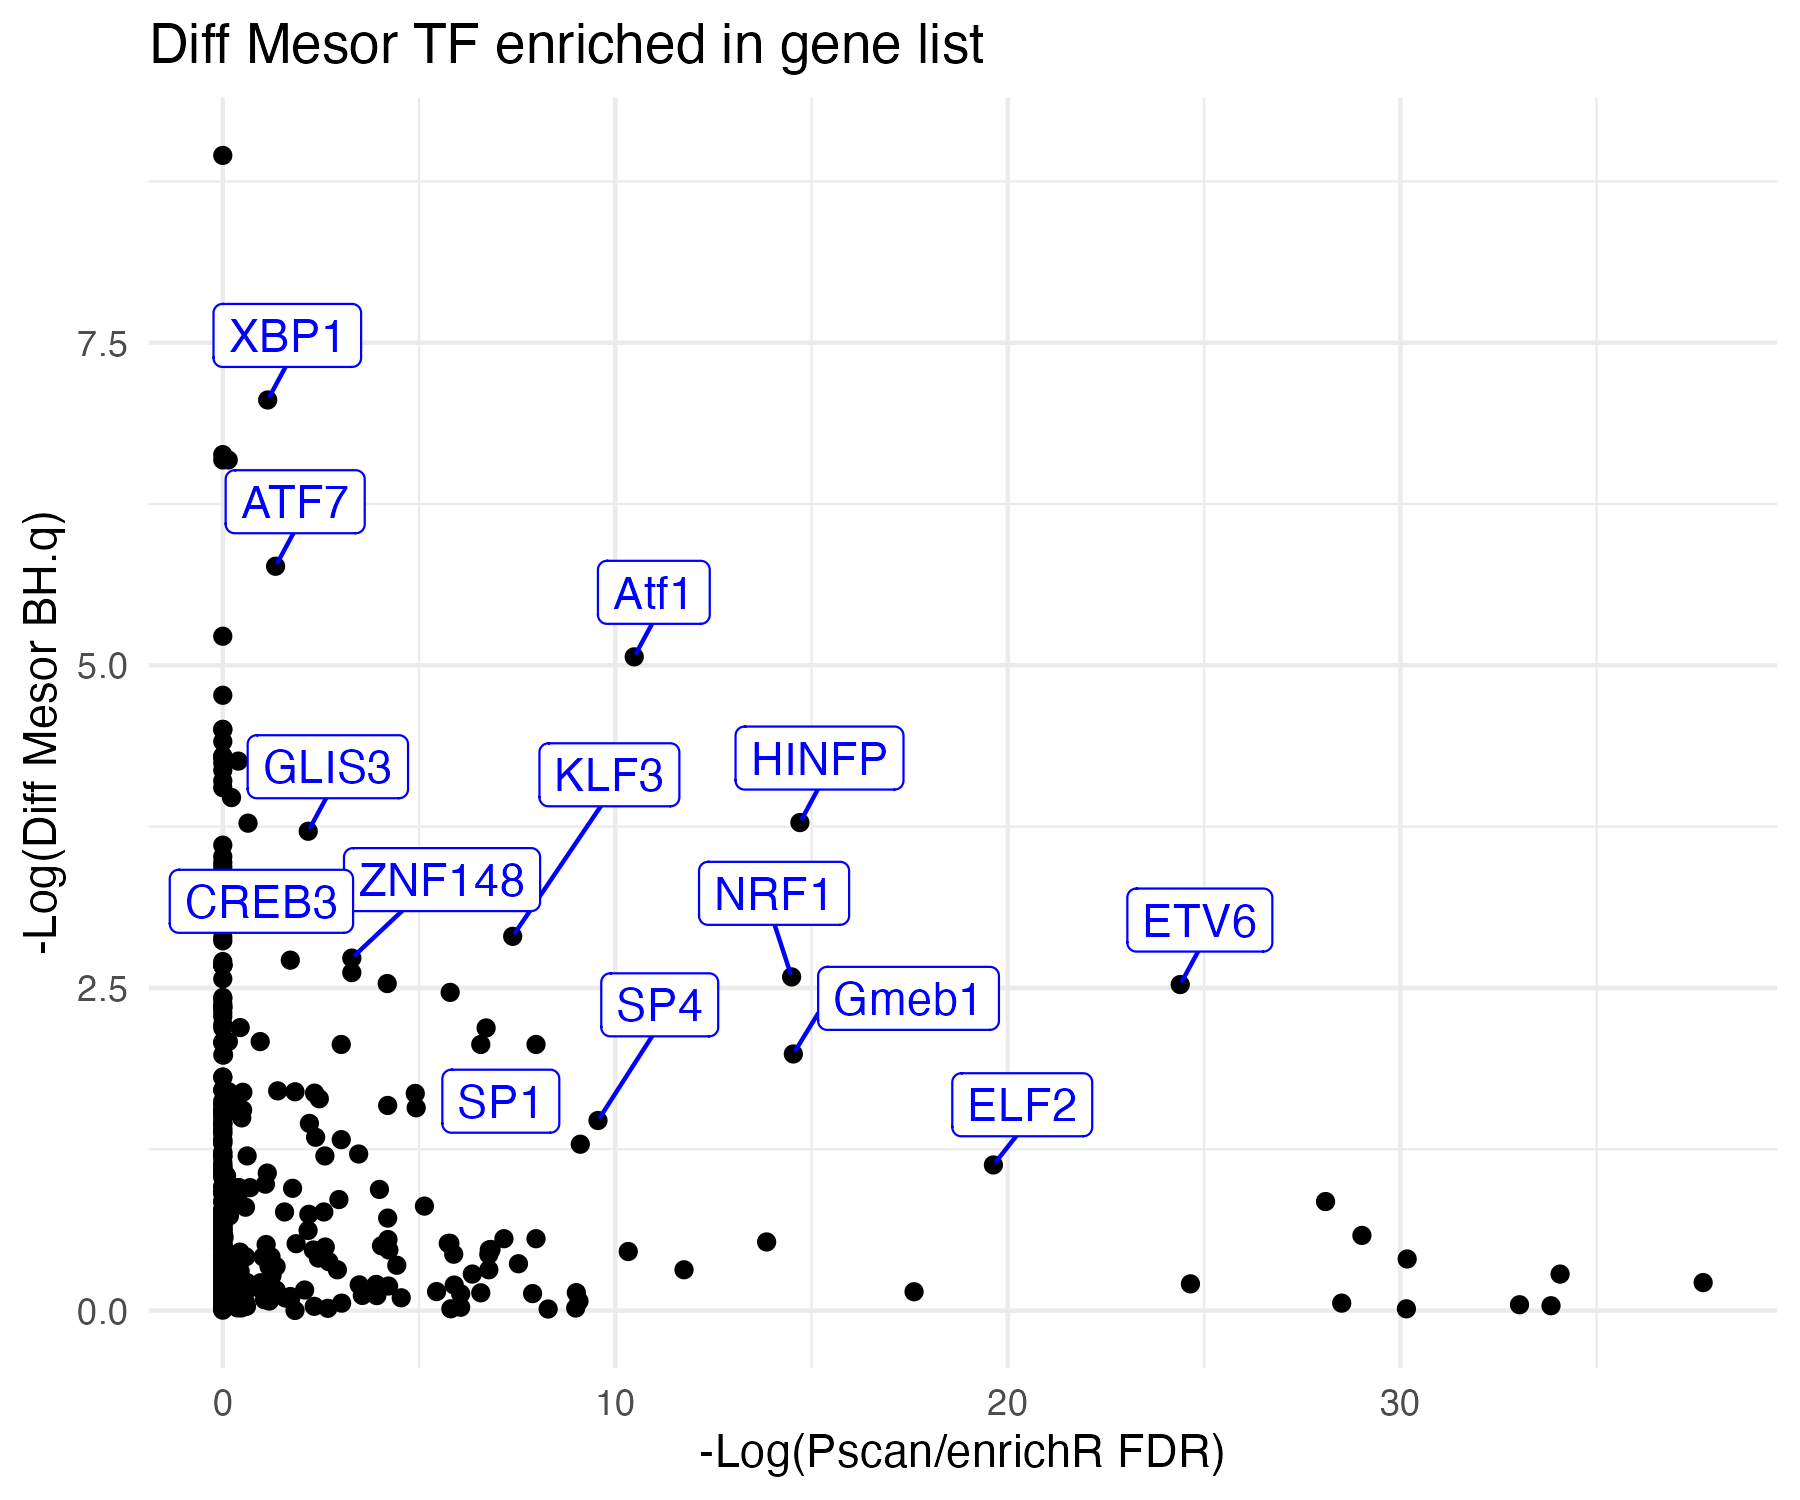 Diff Mesor TF enriched in gene list
-Log(Diff Mesor BH.q)
7.5
5.0
2.5
0.0
XBP1
ATF7
Atf1
GLIS3
KLF3
HINFP
CREB3
ZNF148
NRF1
ETV6
SP4
Gmeb1
SP1
ELF2
0
10
20
30
-Log(Pscan/enrichR FDR)